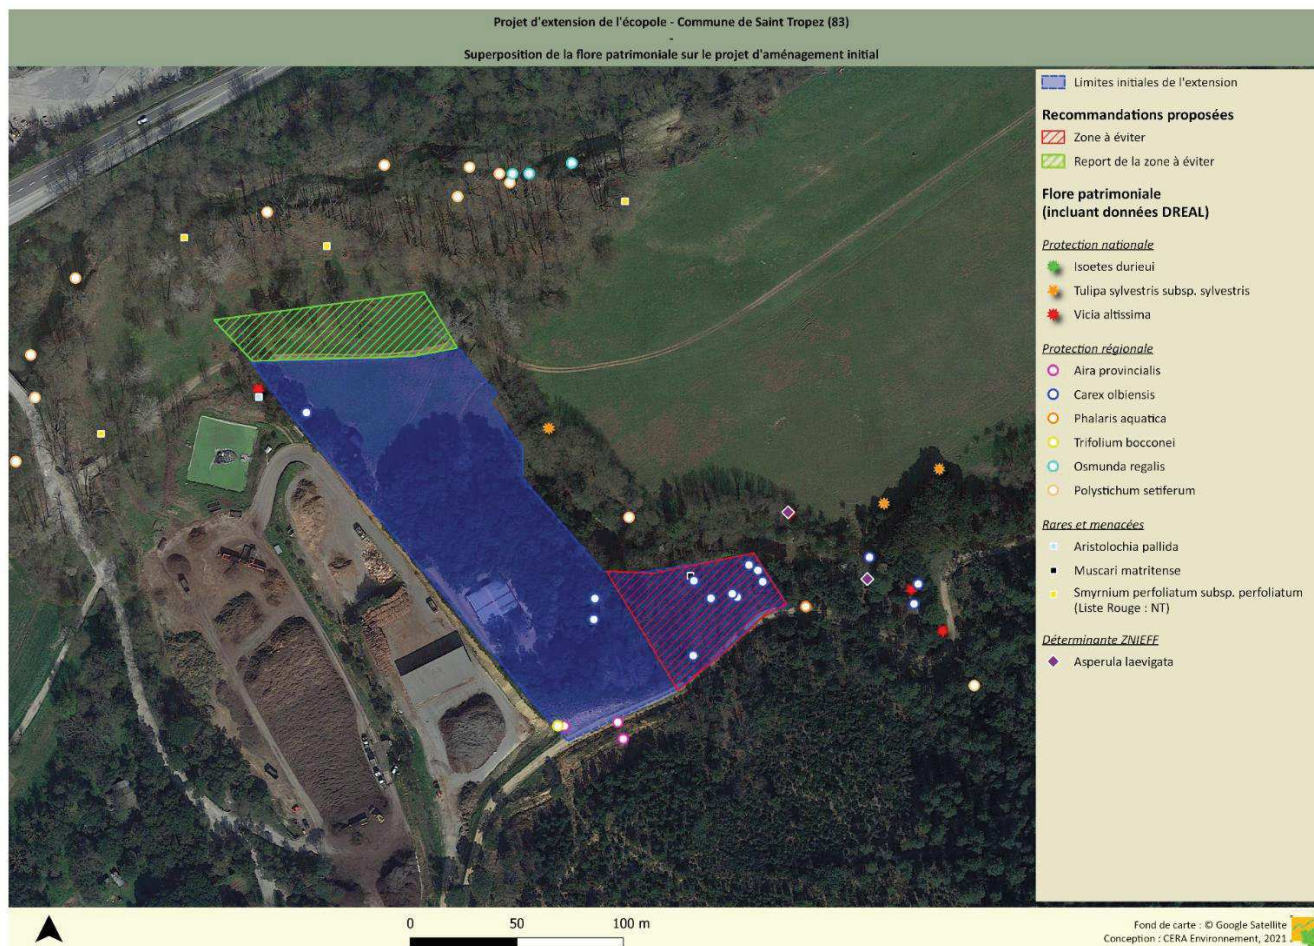 Projet d'extension de l'écopole - Commune de Saint Tropez (83)
-
Superposition de la flore patrimoniale sur le projet d'aménagement initial
Limites initiales de l'extension
Recommandations proposées
Zone à éviter
Report de la zone à éviter
Flore patrimoniale
(incluant données DREAL)
Protection nationale
Isoetes durieui
Tulipa sylvestris subsp. sylvestris
Vicia altissima
Protection régionale
Aira provincialis
Carex olbiensis
Phalaris aquatica
Trifolium bocconei
Osmunda regalis
Polystichum setiferum
Rares et menacées
Aristolochia pallida
Muscari matritense
Smyrnium perfoliatum subsp. perfoliatum
(Liste Rouge : NT)
Déterminante ZNIEFF
Asperula laevigata
0 50 100 m
Fond de carte : © Google Satellite
Conception : CERA Environnement, 2021